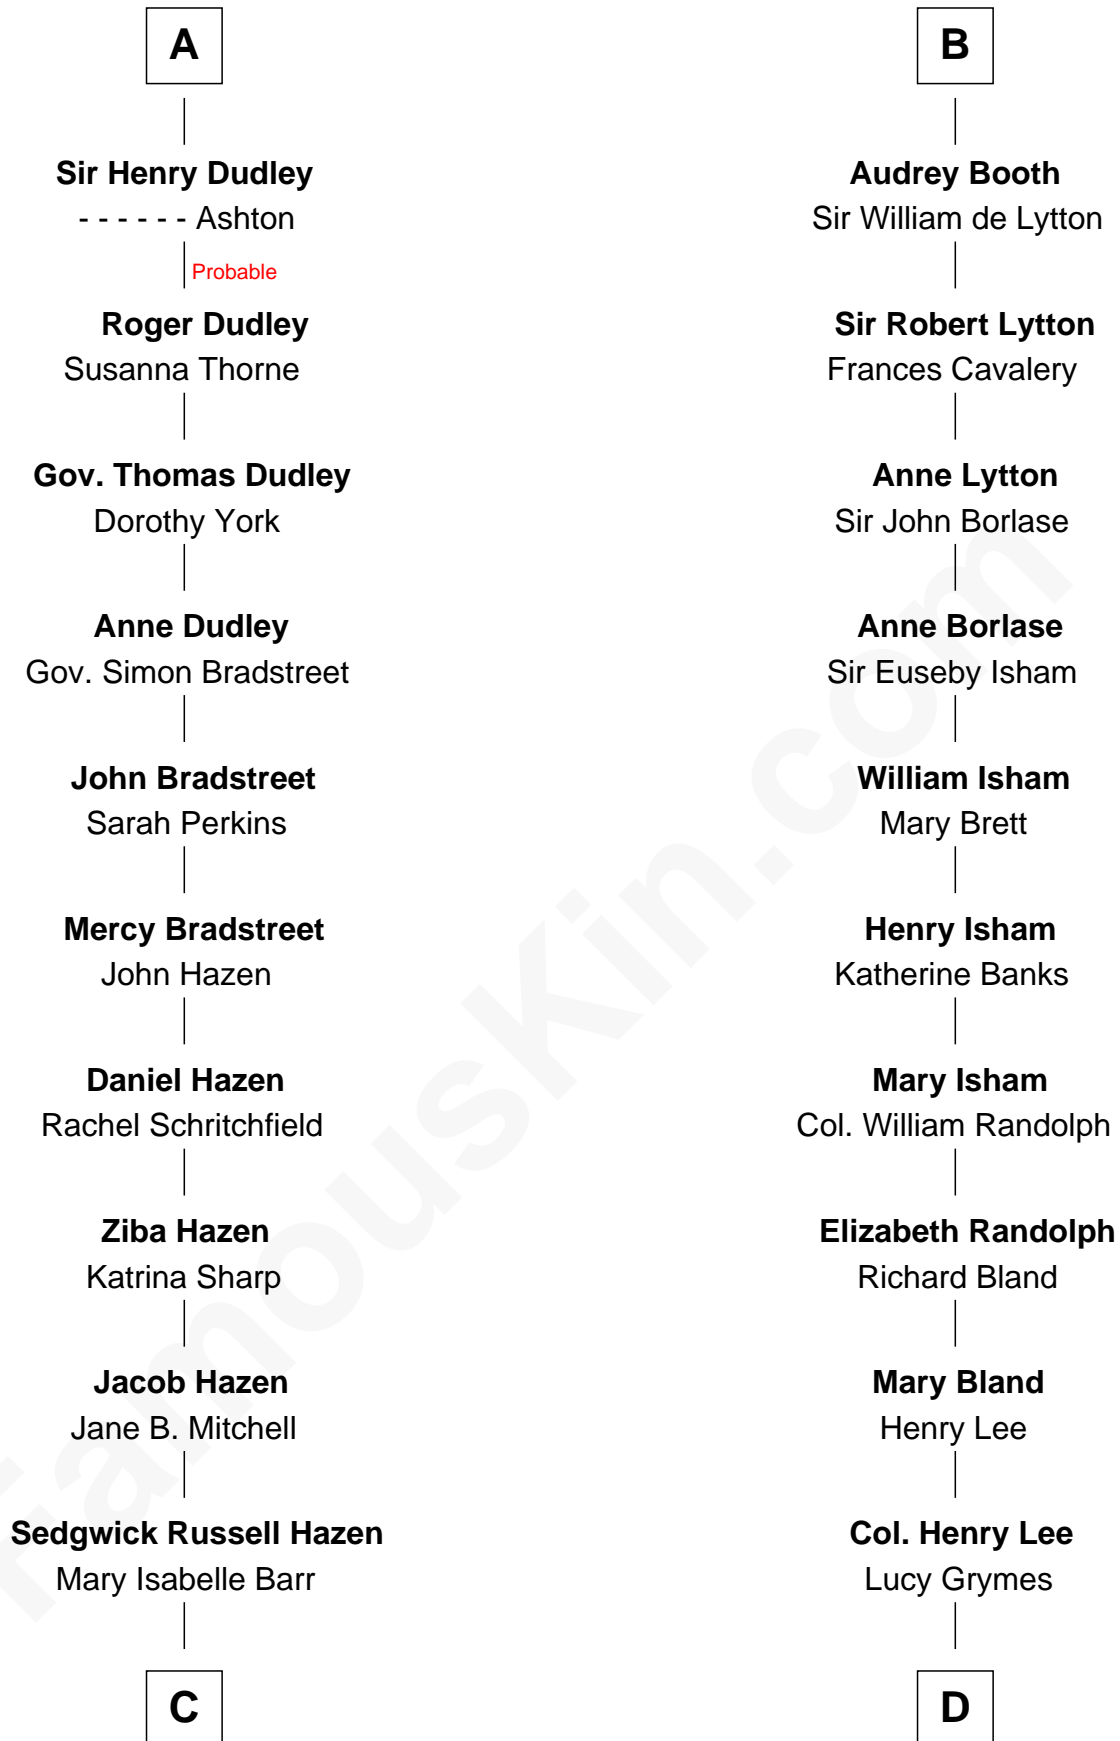 A
Sir Henry Dudley
- - - - - - Ashton
Probable
Roger Dudley
Susanna Thorne
Gov. Thomas Dudley
Dorothy York
Anne Dudley
Gov. Simon Bradstreet
John Bradstreet
Sarah Perkins
Mercy Bradstreet
John Hazen
Daniel Hazen
Rachel Schritchfield
Ziba Hazen
Katrina Sharp
Jacob Hazen
Jane B. Mitchell
Sedgwick Russell Hazen
Mary Isabelle Barr
C
B
Audrey Booth
Sir William de Lytton
Sir Robert Lytton
Frances Cavalery
Anne Lytton
Sir John Borlase
Anne Borlase
Sir Euseby Isham
William Isham
Mary Brett
Henry Isham
Katherine Banks
Mary Isham
Col. William Randolph
Elizabeth Randolph
Richard Bland
Mary Bland
Henry Lee
Col. Henry Lee
Lucy Grymes
D
FamousKin.com